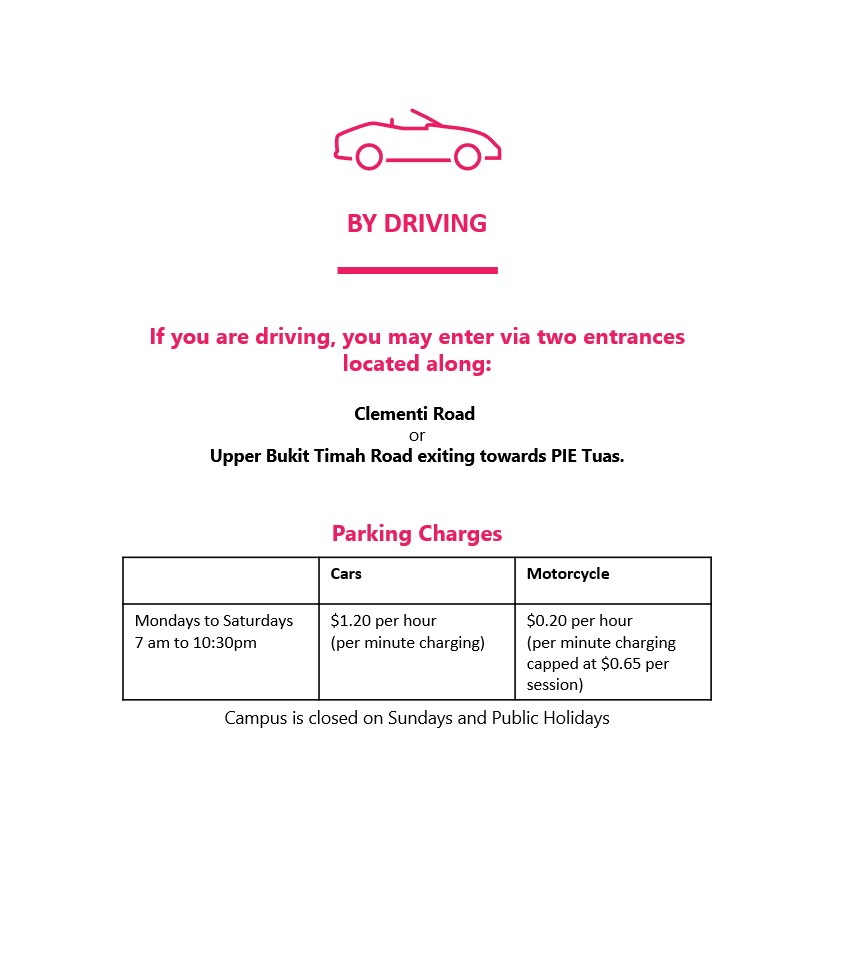 BY DRIVING
If you are driving, you may enter via two entrances
located along:
Clementi Road
or
Upper Bukit Timah Road exiting towards PIE Tuas.
Parking Charges
Cars
Motorcycle
Mondays to Saturdays
7 am to 10:30pm
$1.20 per hour
(per minute charging)
$0.20 per hour
(per minute charging
capped at $0.65 per
session)
Campus is closed on Sundays and Public Holidays